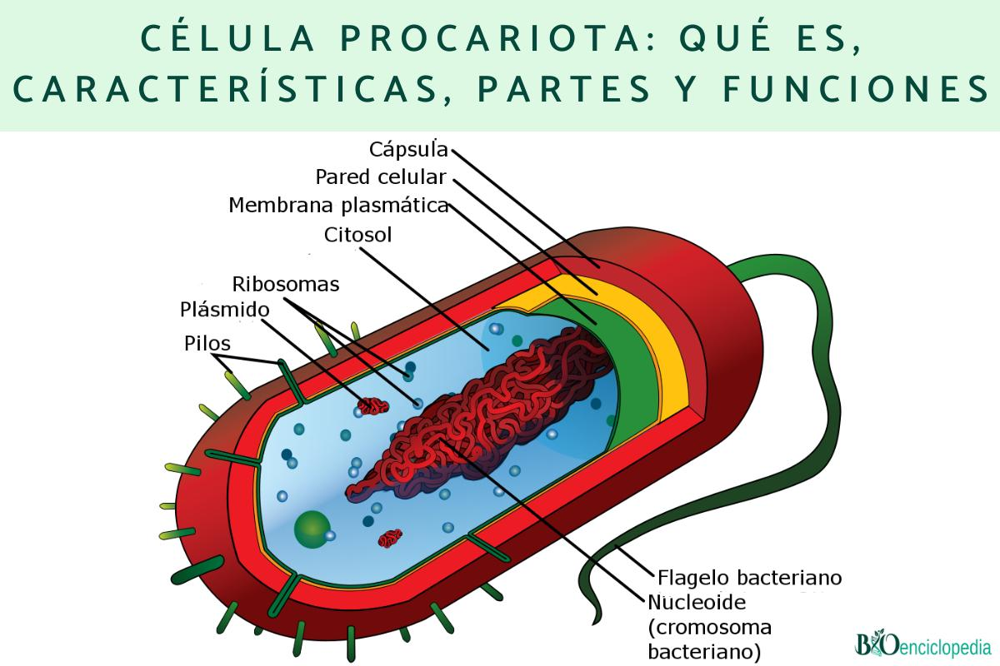 CÉLULA PROCARIOTA: QUÉ ES,
CARACTERÍSTICAS, PARTES Y FUNCIONES
Cápsula
Pared celular
Membrana plasmática
Citosol
Ribosomas
Plásmido
Pilos
Flagelo bacteriano
Nucleoide
(cromosoma
bacteriano)
BIOenciclopedia